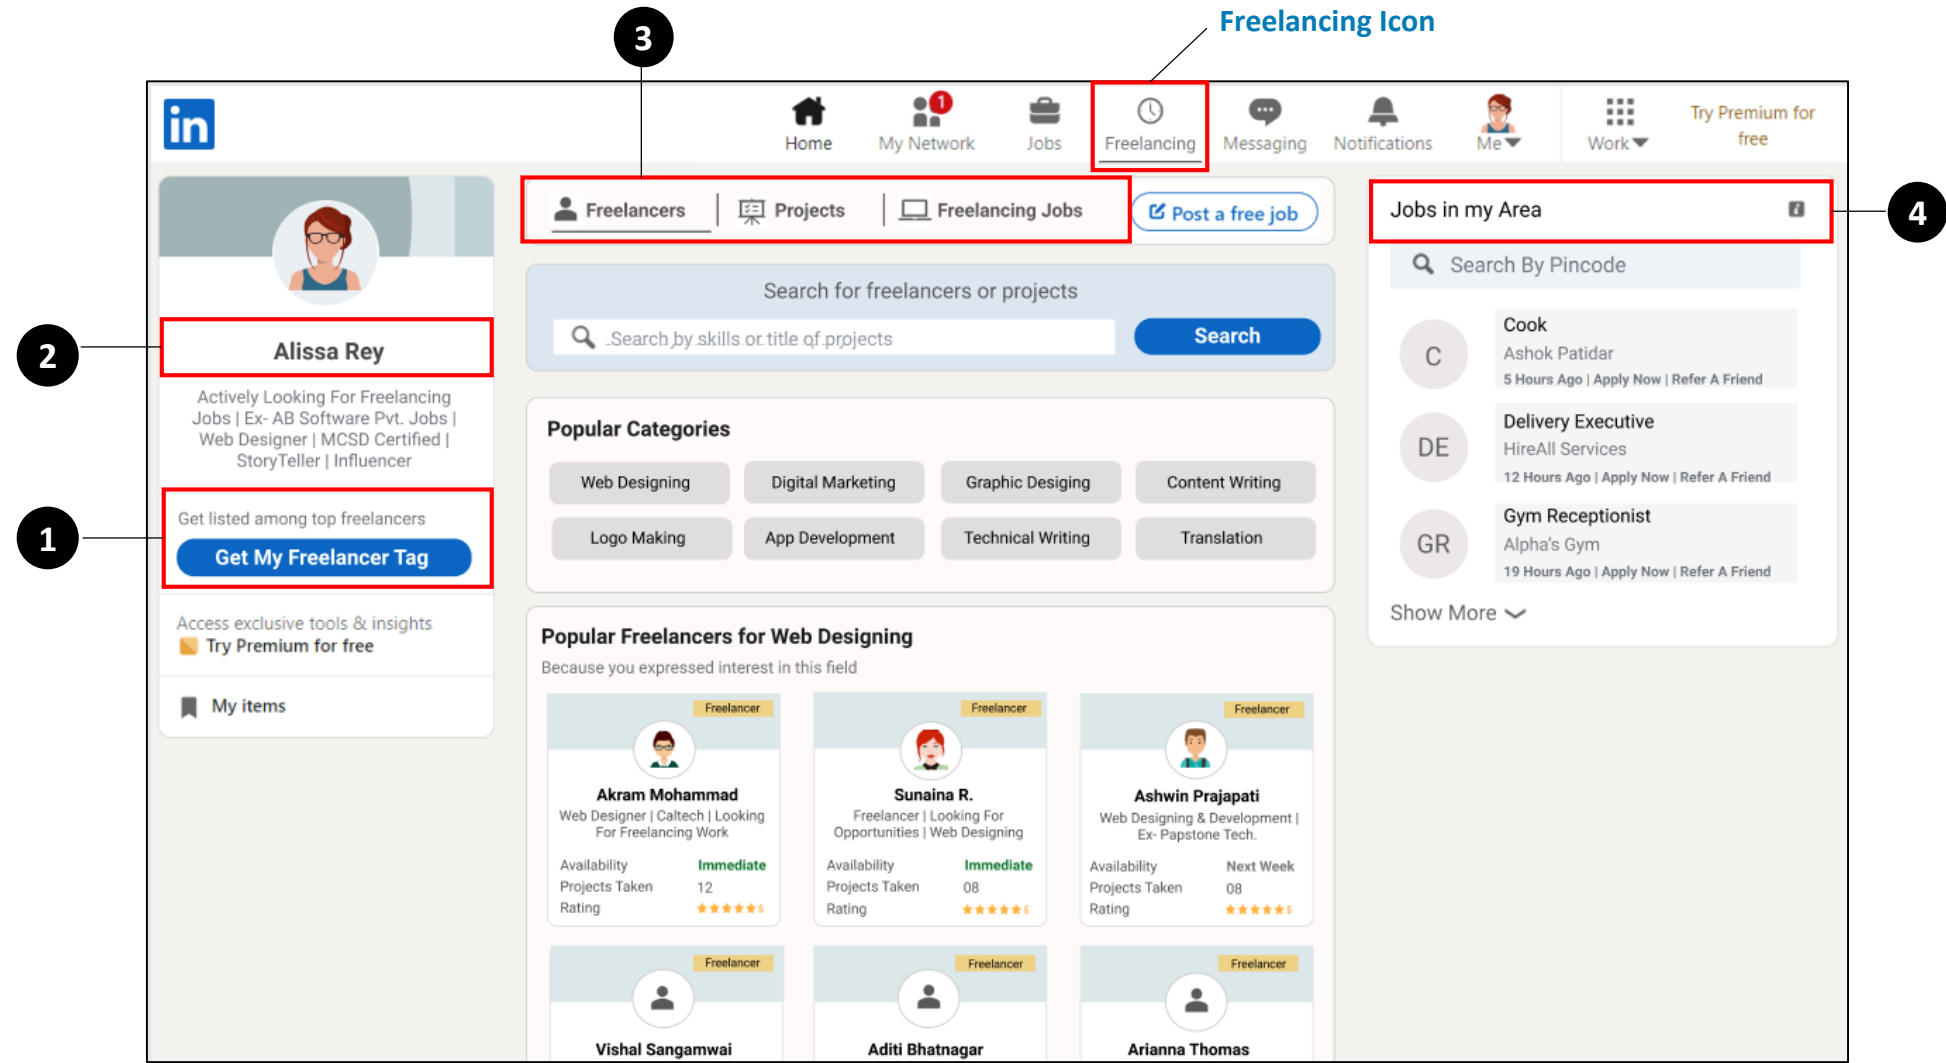 Freelancing Icon
3
in
Home
1
My Network
Jobs
Freelancing
Messaging
Notifications
Me
Work
Try Premium for
free
Freelancers
Projects
Freelancing Jobs
Post a free job
Jobs in my Area
4
Search By Pincode
Search for freelancers or projects
Search by skills or title of projects
Search
2
Alissa Rey
Actively Looking For Freelancing
Jobs | Ex- AB Software Pvt. Jobs |
Web Designer | MCSD Certified |
StoryTeller | Influencer
1
Get listed among top freelancers
Get My Freelancer Tag
Access exclusive tools & insights
Try Premium for free
My items
Popular Categories
Web Designing
Digital Marketing
Graphic Desiging
Content Writing
Logo Making
App Development
Technical Writing
Translation
C
Cook
Ashok Patidar
5 Hours Ago | Apply Now | Refer A Friend
DE
Delivery Executive
HireAll Services
12 Hours Ago | Apply Now | Refer A Friend
GR
Gym Receptionist
Alpha's Gym
19 Hours Ago | Apply Now | Refer A Friend
Show More
Popular Freelancers for Web Designing
Because you expressed interest in this field
Freelancer
Akram Mohammad
Web Designer | Caltech | Looking
For Freelancing Work
Availability Immediate
Projects Taken 12
Rating 5
Freelancer
Sunaina R.
Freelancer | Looking For
Opportunities | Web Designing
Availability Immediate
Projects Taken 08
Rating 5
Freelancer
Ashwin Prajapati
Web Designing & Development |
Ex- Papstone Tech.
Availability Next Week
Projects Taken 08
Rating 5
Freelancer
Vishal Sangamwai
Freelancer
Aditi Bhatnagar
Freelancer
Arianna Thomas